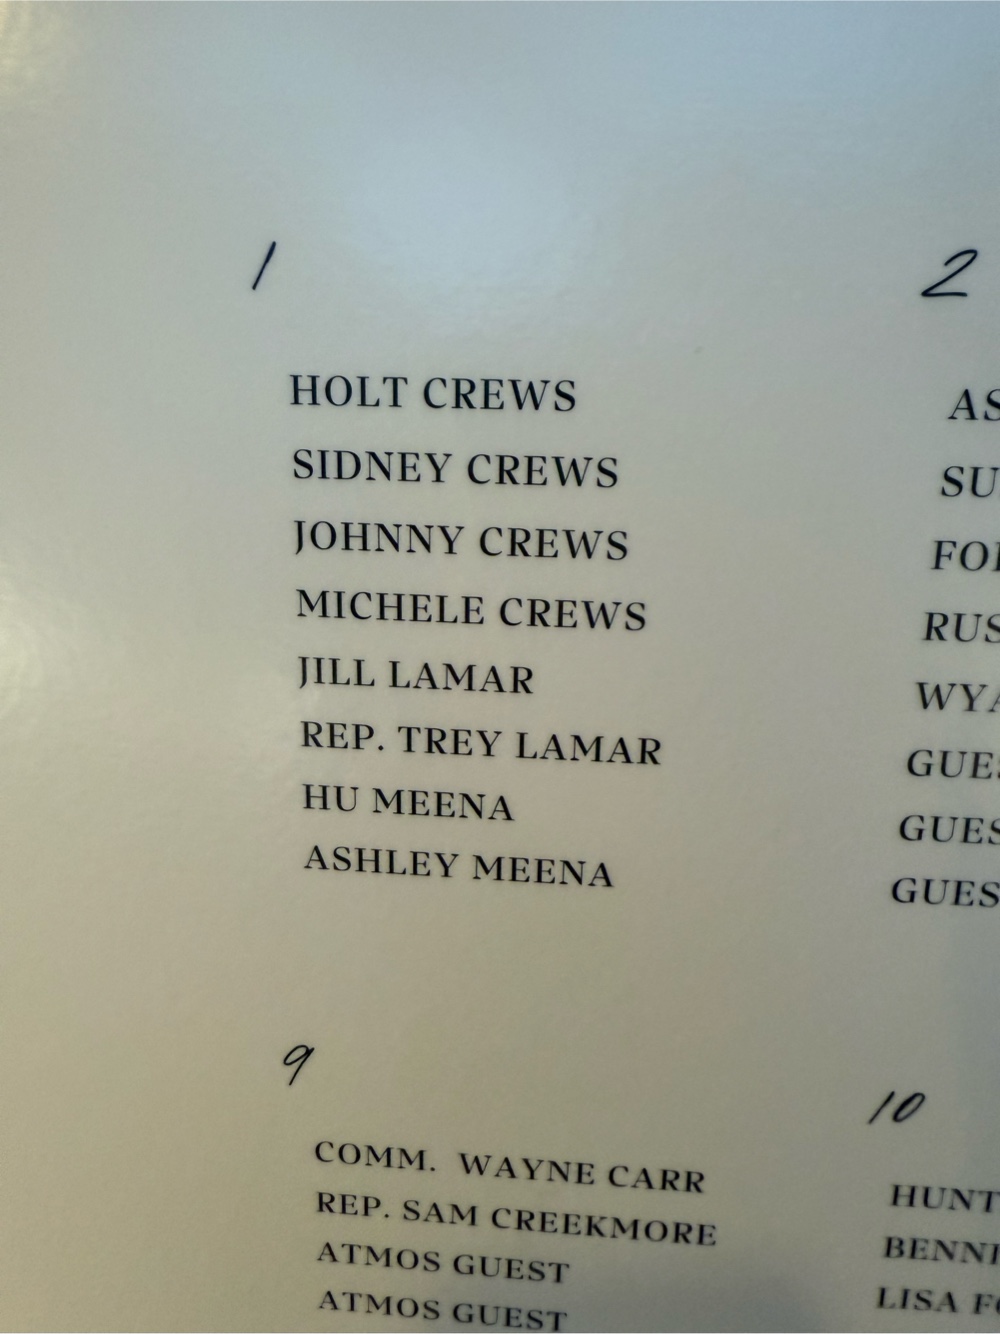 1
HOLT CREWS
SIDNEY CREWS
JOHNNY CREWS
MICHELE CREWS
JILL LAMAR
REP. TREY LAMAR
HU MEENA
ASHLEY MEENA
2
9
COMM. WAYNE CARR
REP. SAM CREEKMORE
ATMOS GUEST
ATMOS GUEST
10
LISA